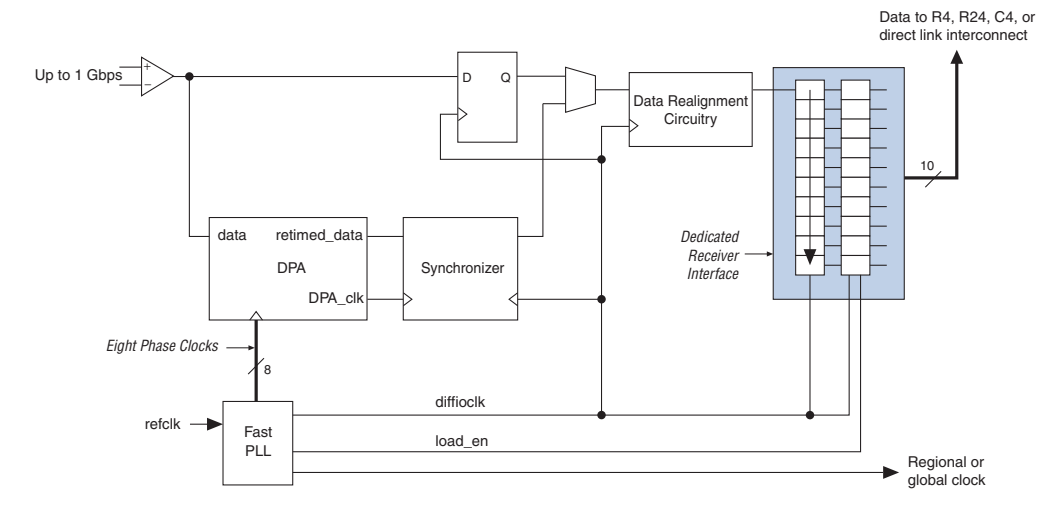 Data to R4, R24, C4, or
direct link interconnect
Up to 1 Gbps
+
−
D
Q
Data Realignment
Circuitry
10
data
retimed_data
DPA
DPA_clk
Synchronizer
Dedicated
Receiver
Interface
Eight Phase Clocks
8
diffioclk
refclk
Fast
PLL
load_en
Regional or
global clock